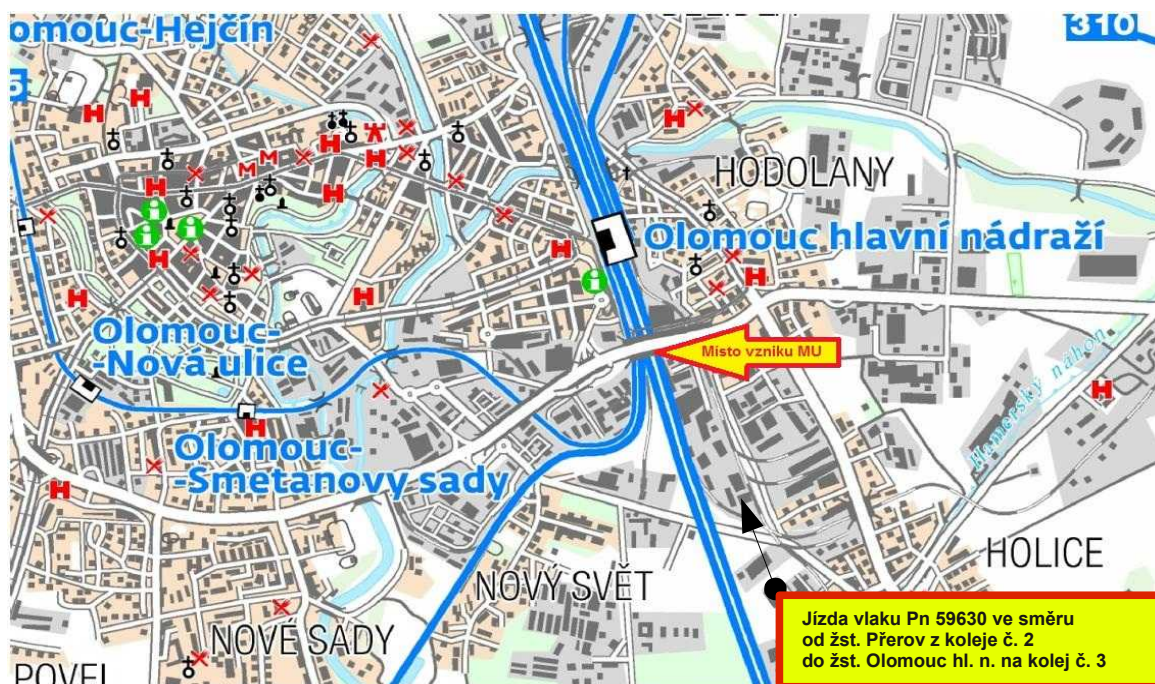 omouc-Hejčín
310
HODOLANY
Olomouc hlavní nádraží
Olomouc-
-Nová ulice
Místo vzniku MU
Hamerský náhon
Olomouc-
-Smetanovy sady
HOLICE
NOVÝ SVĚT
NOVÉ SADY
POVEL
Jízda vlaku Pn 59630 ve směru
od žst. Přerov z koleje č. 2
do žst. Olomouc hl. n. na kolej č. 3